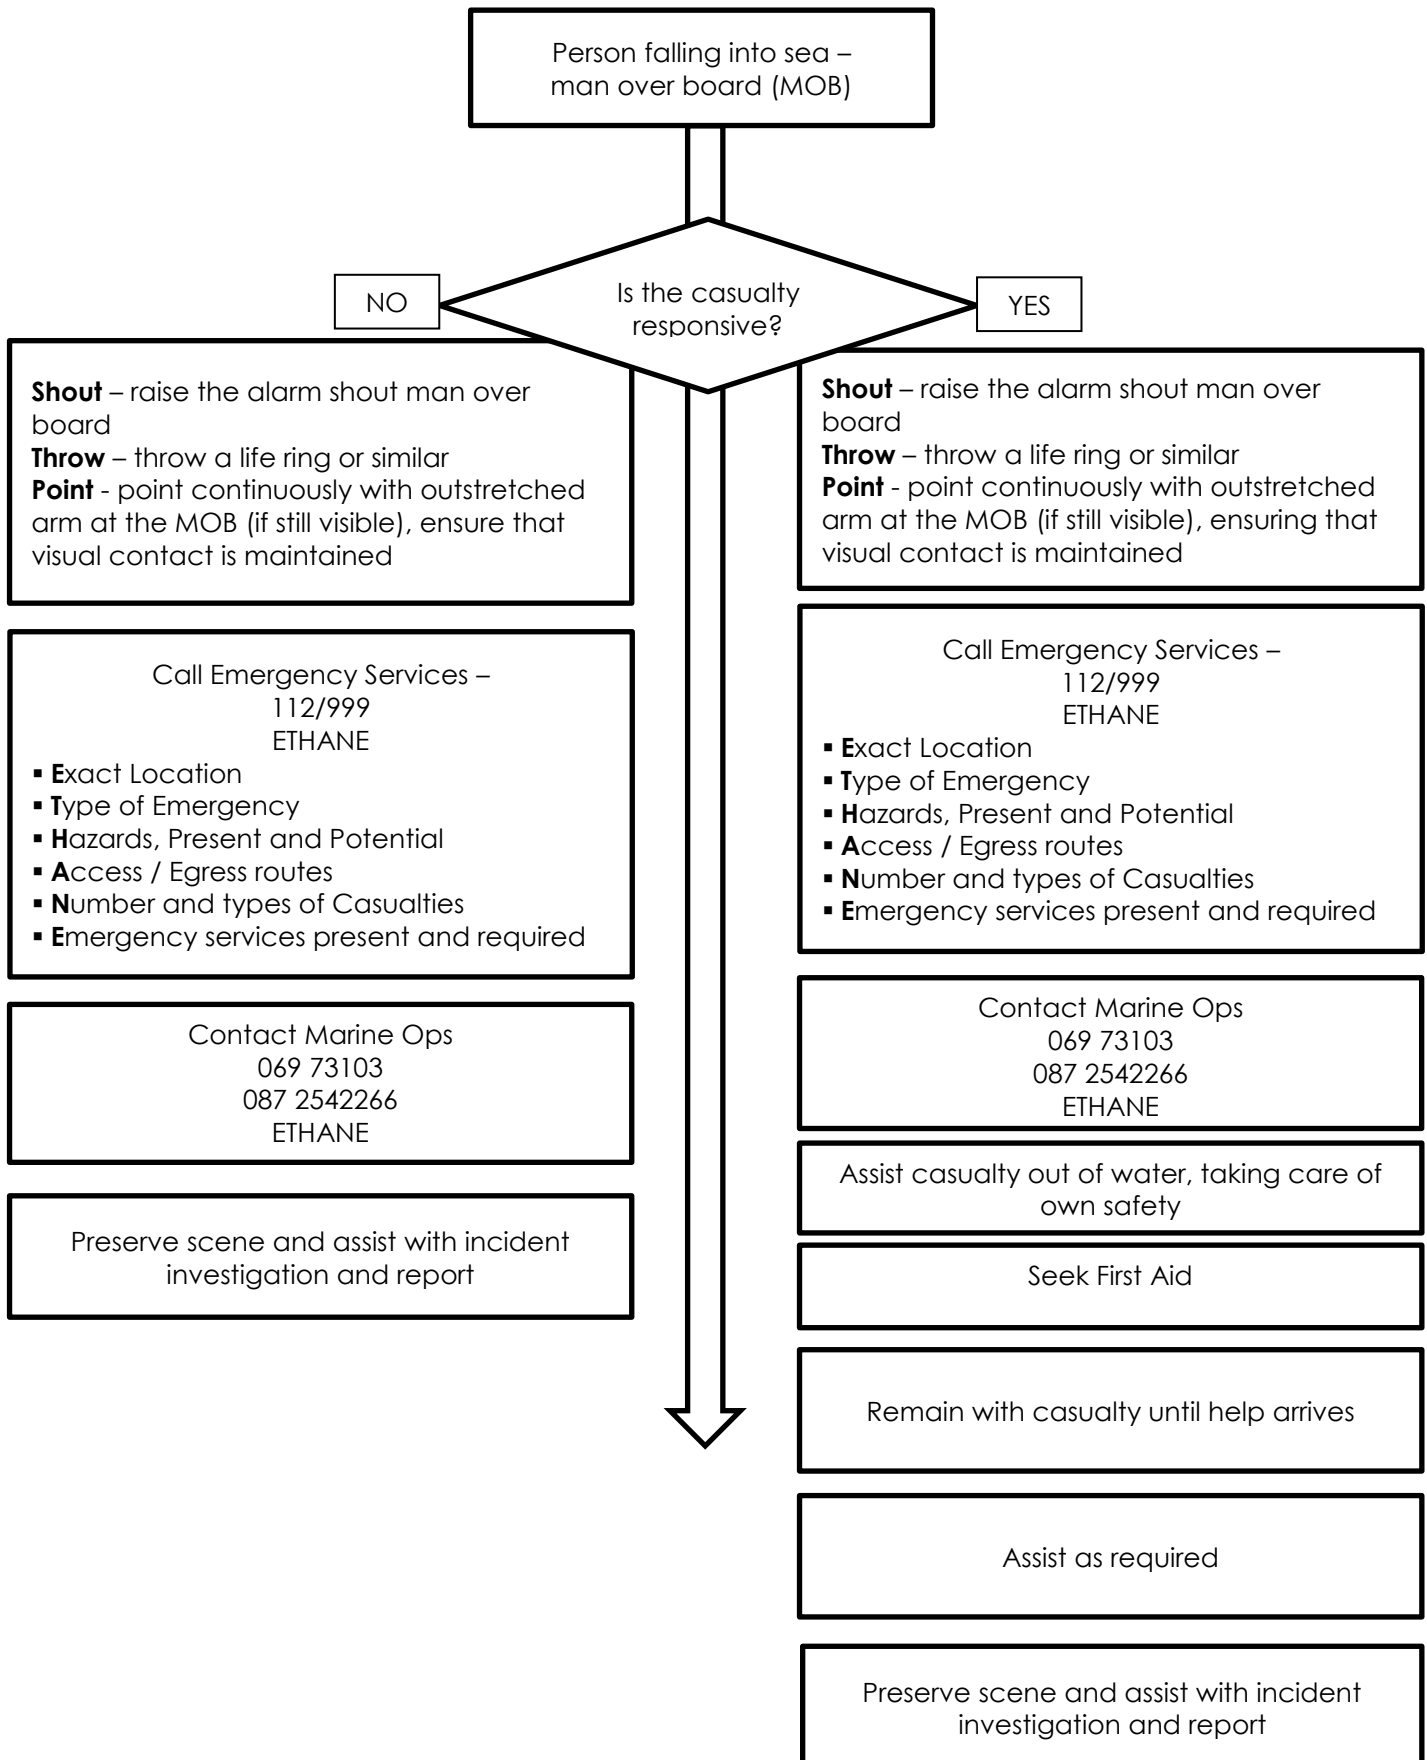 Person falling into sea –
man over board (MOB)
Is the casualty
responsive?
NO
YES
Shout – raise the alarm shout man over
board
Throw – throw a life ring or similar
Point - point continuously with outstretched
arm at the MOB (if still visible), ensure that
visual contact is maintained
Call Emergency Services –
112/999
ETHANE
▪ Exact Location
▪ Type of Emergency
▪ Hazards, Present and Potential
▪ Access / Egress routes
▪ Number and types of Casualties
▪ Emergency services present and required
Contact Marine Ops
069 73103
087 2542266
ETHANE
Preserve scene and assist with incident
investigation and report
Shout – raise the alarm shout man over
board
Throw – throw a life ring or similar
Point - point continuously with outstretched
arm at the MOB (if still visible), ensuring that
visual contact is maintained
Call Emergency Services –
112/999
ETHANE
▪ Exact Location
▪ Type of Emergency
▪ Hazards, Present and Potential
▪ Access / Egress routes
▪ Number and types of Casualties
▪ Emergency services present and required
Contact Marine Ops
069 73103
087 2542266
ETHANE
Assist casualty out of water, taking care of
own safety
Seek First Aid
Remain with casualty until help arrives
Assist as required
Preserve scene and assist with incident
investigation and report